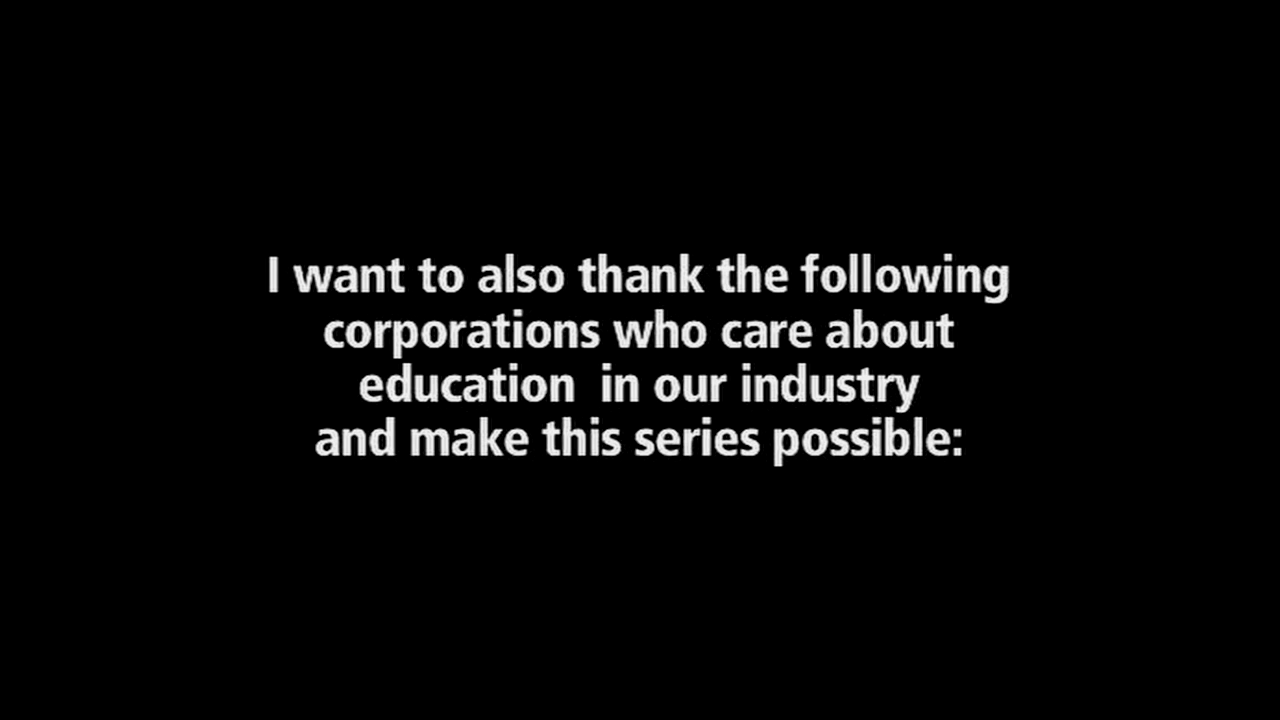 I want to also thank the following
corporations who care about
education  in our industry
and make this series possible: